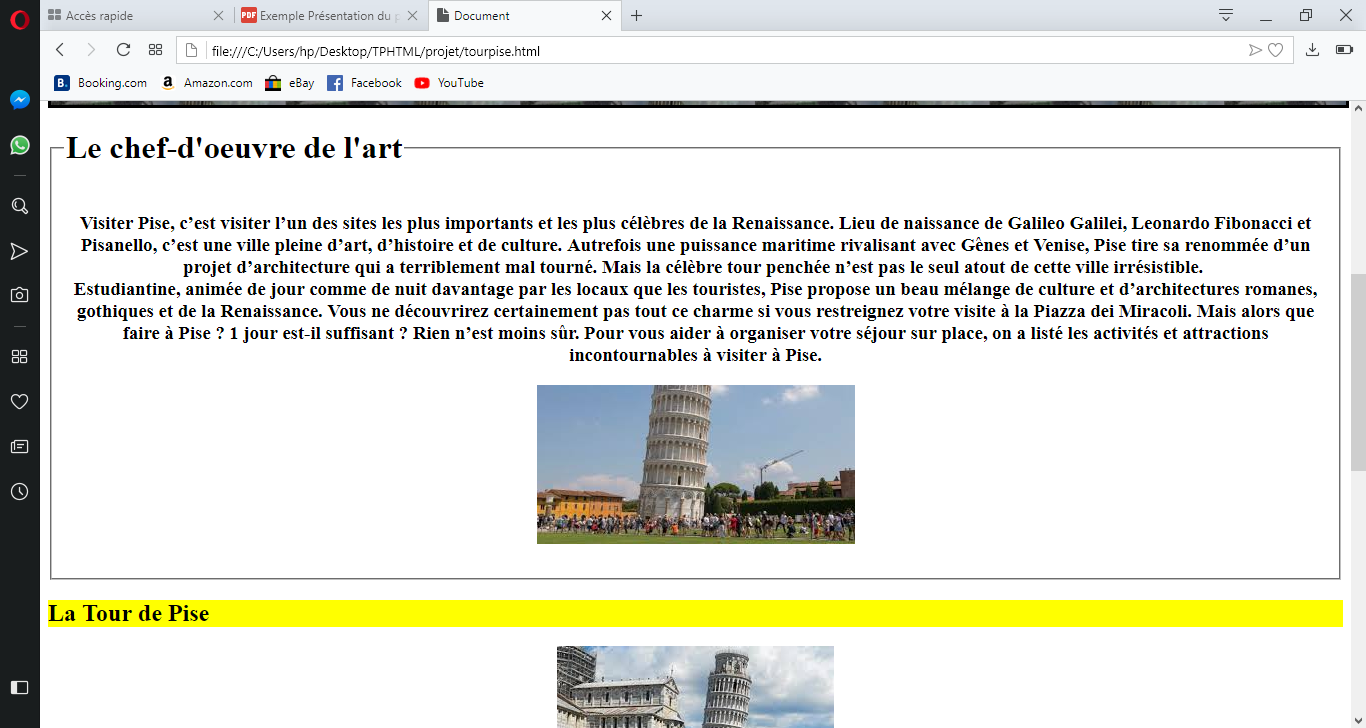 Accès rapide
PDF Exemple Présentation du p
Document
file:///C:/Users/hp/Desktop/TPHTML/projet/tourpise.html
B. Booking.com
a Amazon.com
eBay
Facebook
YouTube
Le chef-d'oeuvre de l'art
Visiter Pise, c’est visiter l’un des sites les plus importants et les plus célèbres de la Renaissance. Lieu de naissance de Galileo Galilei, Leonardo Fibonacci et
Pisanello, c’est une ville pleine d’art, d’histoire et de culture. Autrefois une puissance maritime rivalisant avec Gênes et Venise, Pise tire sa renommée d’un
projet d’architecture qui a terriblement mal tourné. Mais la célèbre tour penchée n’est pas le seul atout de cette ville irrésistible.
Estudiantine, animée de jour comme de nuit davantage par les locaux que les touristes, Pise propose un beau mélange de culture et d’architectures romanes,
gothiques et de la Renaissance. Vous ne découvrirez certainement pas tout ce charme si vous restreignez votre visite à la Piazza dei Miracoli. Mais alors que
faire à Pise ? 1 jour est-il suffisant ? Rien n’est moins sûr. Pour vous aider à organiser votre séjour sur place, on a listé les activités et attractions
incontournables à visiter à Pise.
La Tour de Pise